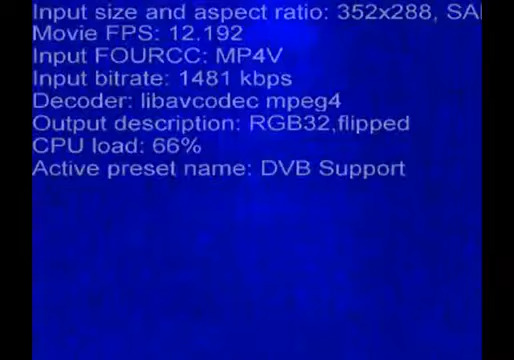 Input size and aspect ratio: 352x288, SA
Movie FPS: 12.192
Input FOURCC: MP4V
Input bitrate: 1481 kbps
Decoder: libavcodec mpeg4
Output description: RGB32,flipped
CPU load: 66%
Active preset name: DVB Support